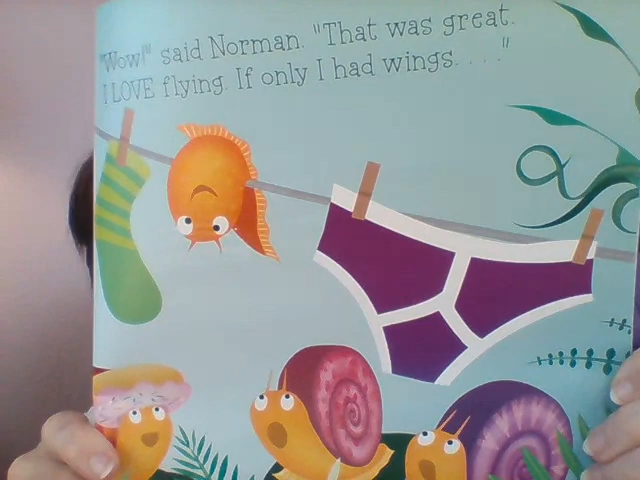 "Wow!" said Norman. "That was great.
I LOVE flying. If only I had wings. . . ."